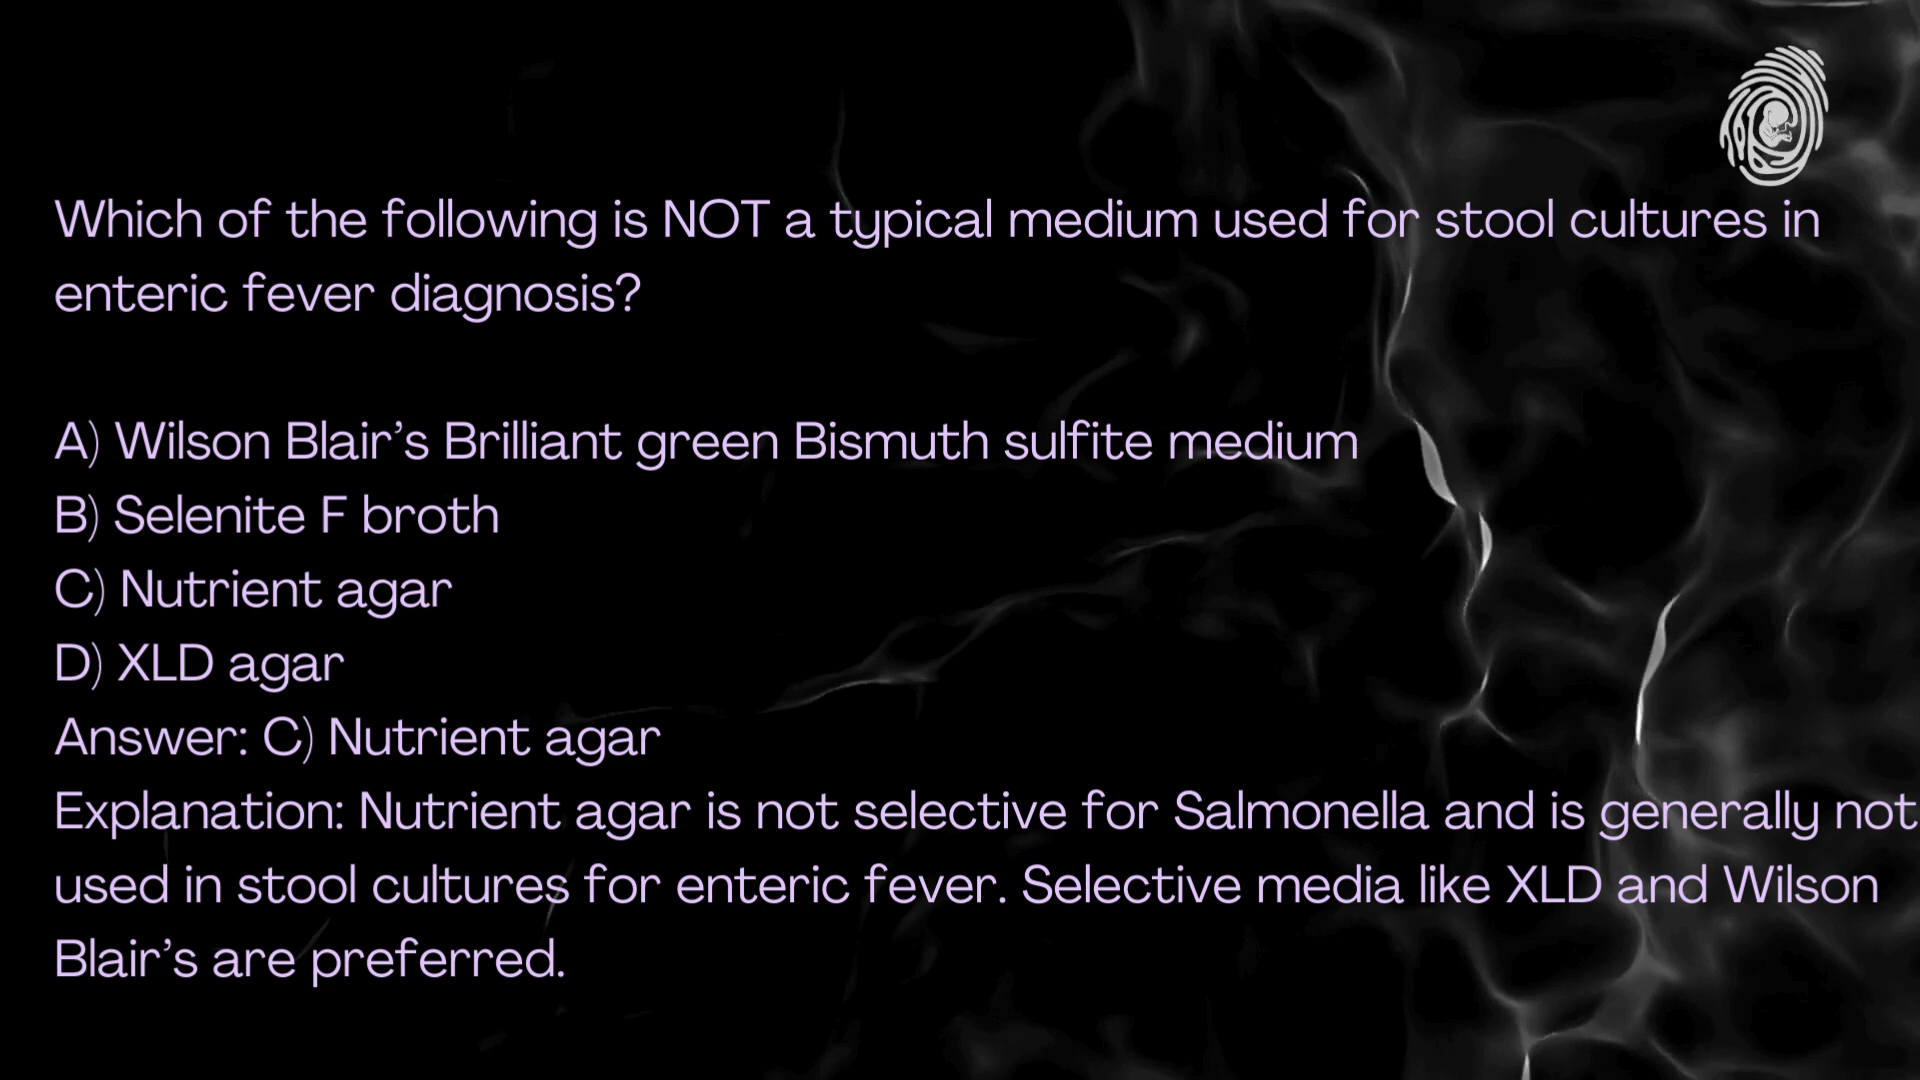 Which of the following is NOT a typical medium used for stool cultures in
enteric fever diagnosis?
A) Wilson Blair’s Brilliant green Bismuth sulfite medium
B) Selenite F broth
C) Nutrient agar
D) XLD agar
Answer: C) Nutrient agar
Explanation: Nutrient agar is not selective for Salmonella and is generally not
used in stool cultures for enteric fever. Selective media like XLD and Wilson
Blair’s are preferred.